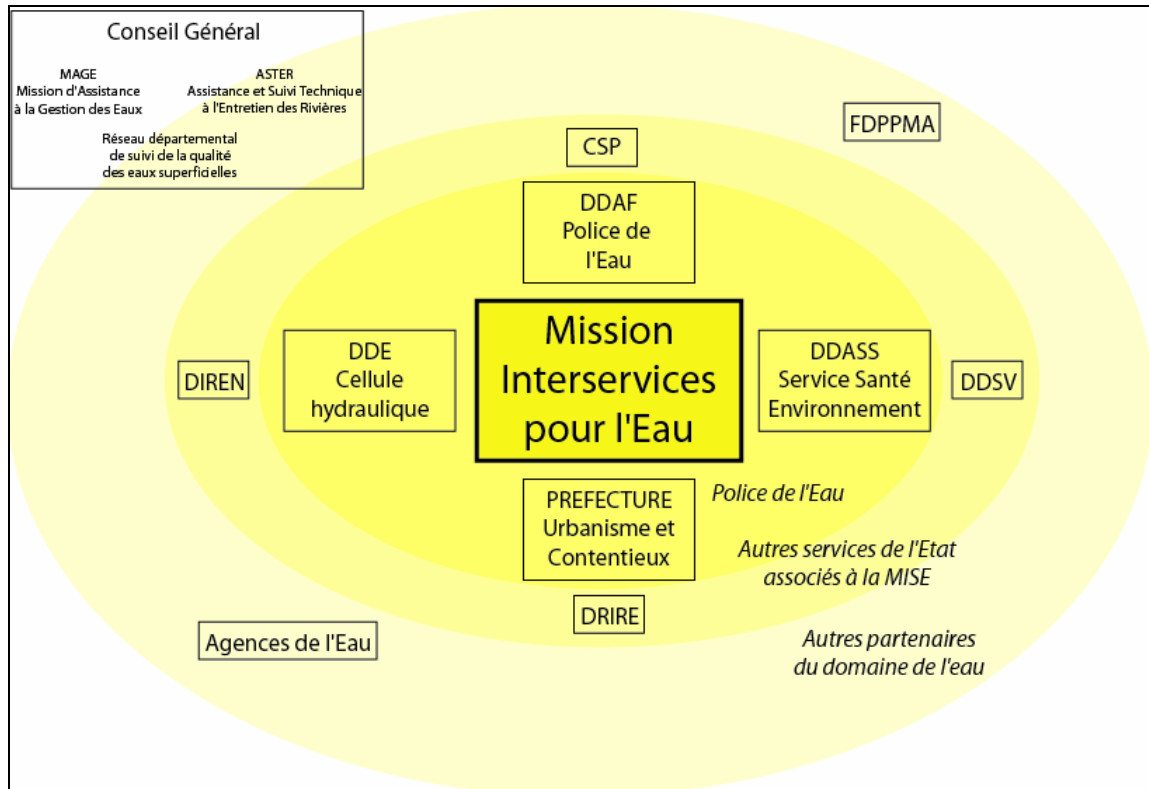 Conseil Général
MAGE
Mission d'Assistance
à la Gestion des Eaux
ASTER
Assistance et Suivi Technique
à l'Entretien des Rivières
Réseau départemental
de suivi de la qualité
des eaux superficielles
FDPPMA
CSP
DDAF
Police de
l'Eau
DIREN
DDE
Cellule
hydraulique
Mission
Interservices
pour l'Eau
DDASS
Service Santé
Environnement
DDSV
PREFECTURE
Urbanisme et
Contentieux
Police de l'Eau
Autres services de l'Etat
associés à la MISE
DRIRE
Agences de l'Eau
Autres partenaires
du domaine de l'eau